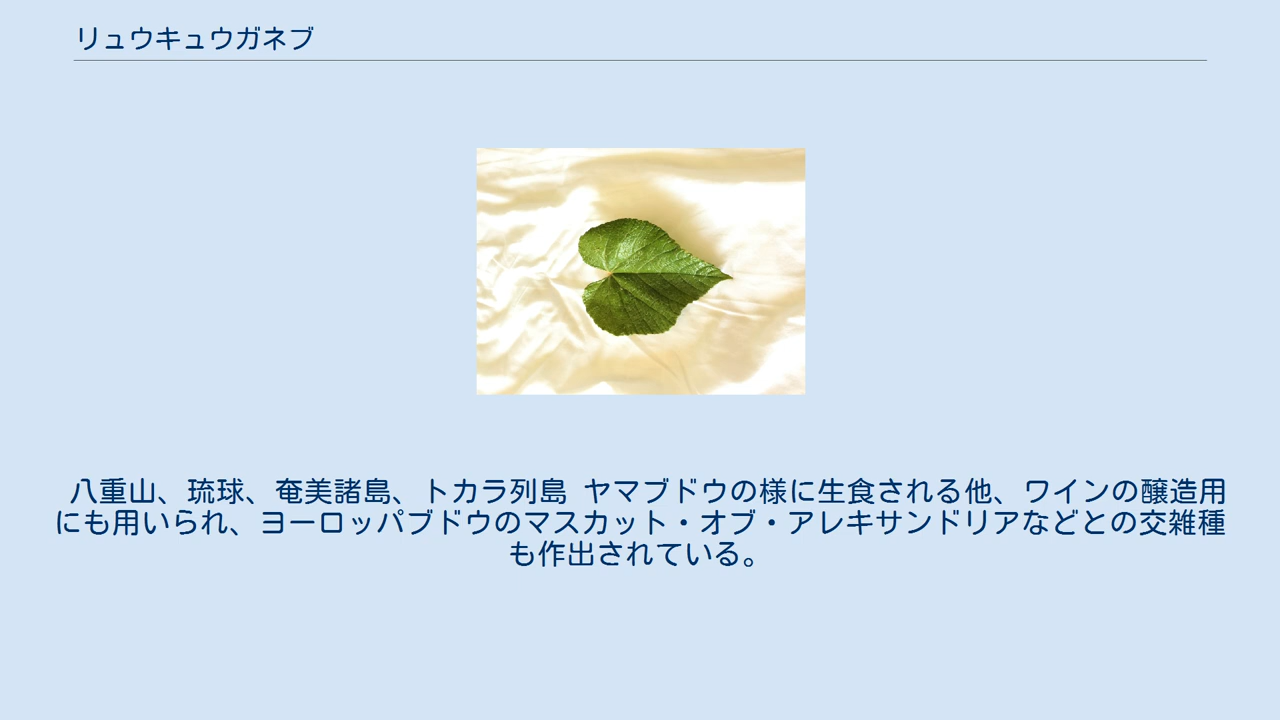 リュウキュウガネブ
八重山、琉球、奄美諸島、トカラ列島 ヤマブドウの様に生食される他、ワインの醸造用
にも用いられ、ヨーロッパブドウのマスカット・オブ・アレキサンドリアなどとの交雑種
も作出されている。